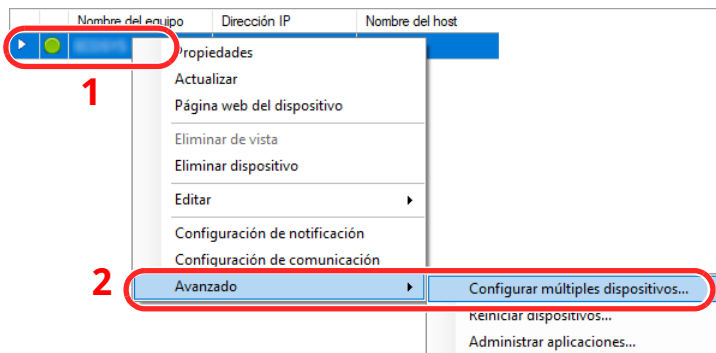 Nombre del equipo Dirección IP Nombre del host
1
Propiedades
Actualizar
Página web del dispositivo
Eliminar de vista
Eliminar dispositivo
Editar
Configuración de notificación
Configuración de comunicación
2
Avanzado
Configurar múltiples dispositivos...
Reiniciar dispositivos...
Administrar aplicaciones...